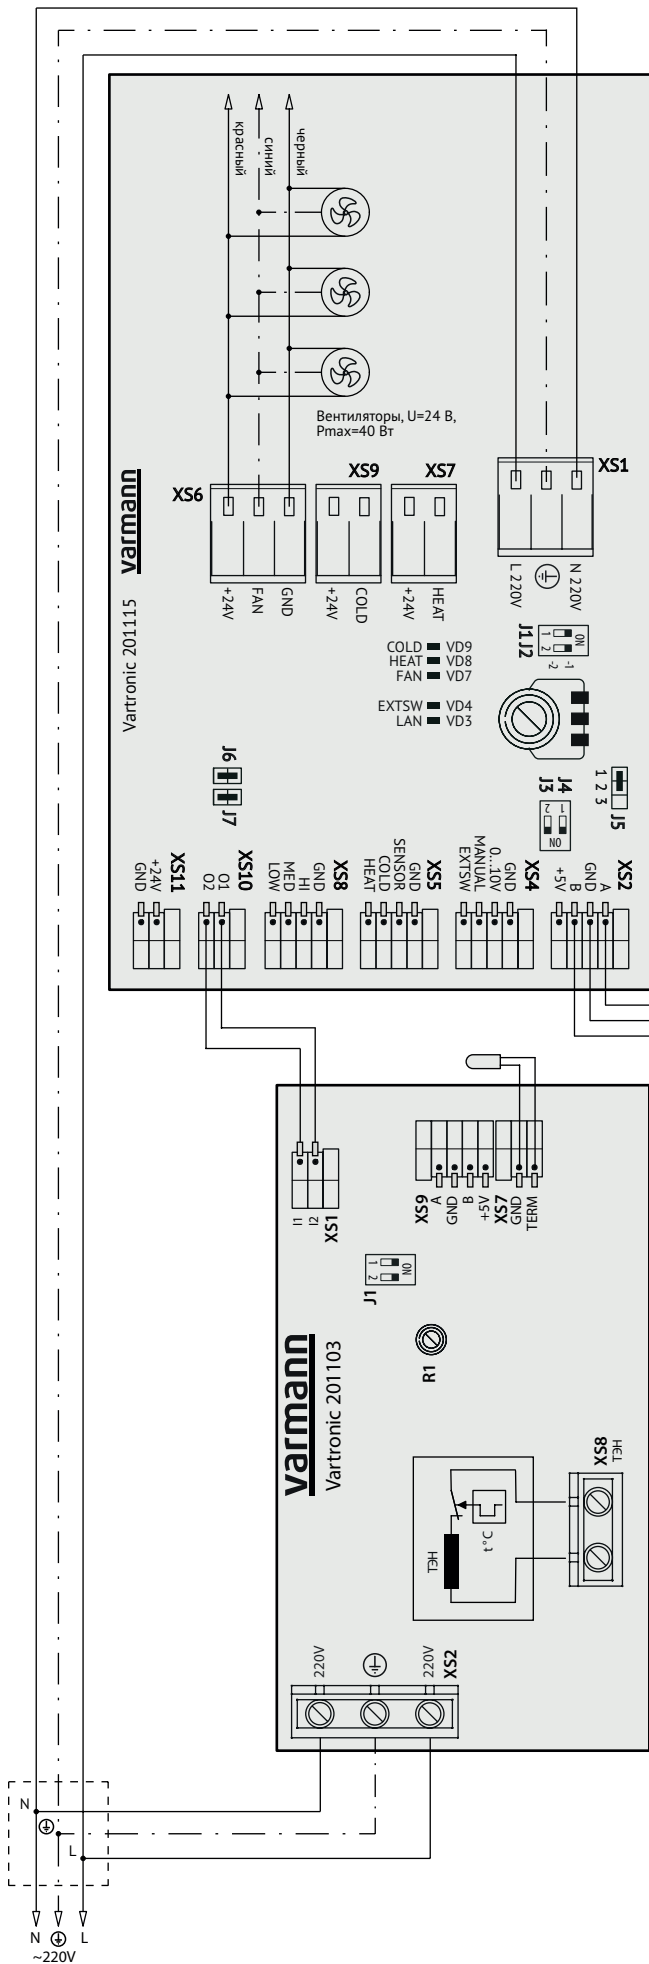 красный
синий
черный
Вентиляторы, U=24 В,
Pmax=40 Вт
XS6
XS9
XS7
XS1
varmann
Vartronic 201115
+24V
FAN
GND
+24V
COLD
+24V
HEAT
L 220V
N 220V
COLD VD9
HEAT VD8
FAN VD7
EXTSW VD4
LAN VD3
J1 J2
1 2
ON
-2 -1
J6
J7
J3 J4
2 1
ON
1 2 3
J5
GND
+24V
XS11
O2
O1
XS10
LOW
MED
HI
GND
XS8
HEAT
COLD
SENSOR
GND
XS5
EXTSW
MANUAL
0...10V
GND
XS4
+5V
B
GND
A
XS2
I1
I2
XS1
XS9
A
GND
B
+5V
XS7
GND
TERM
J1
1 2
ON
R1
varmann
Vartronic 201103
ТЭН
t°C
XS8
ТЭН
220V
220V
XS2
N
L
N
L
~220V